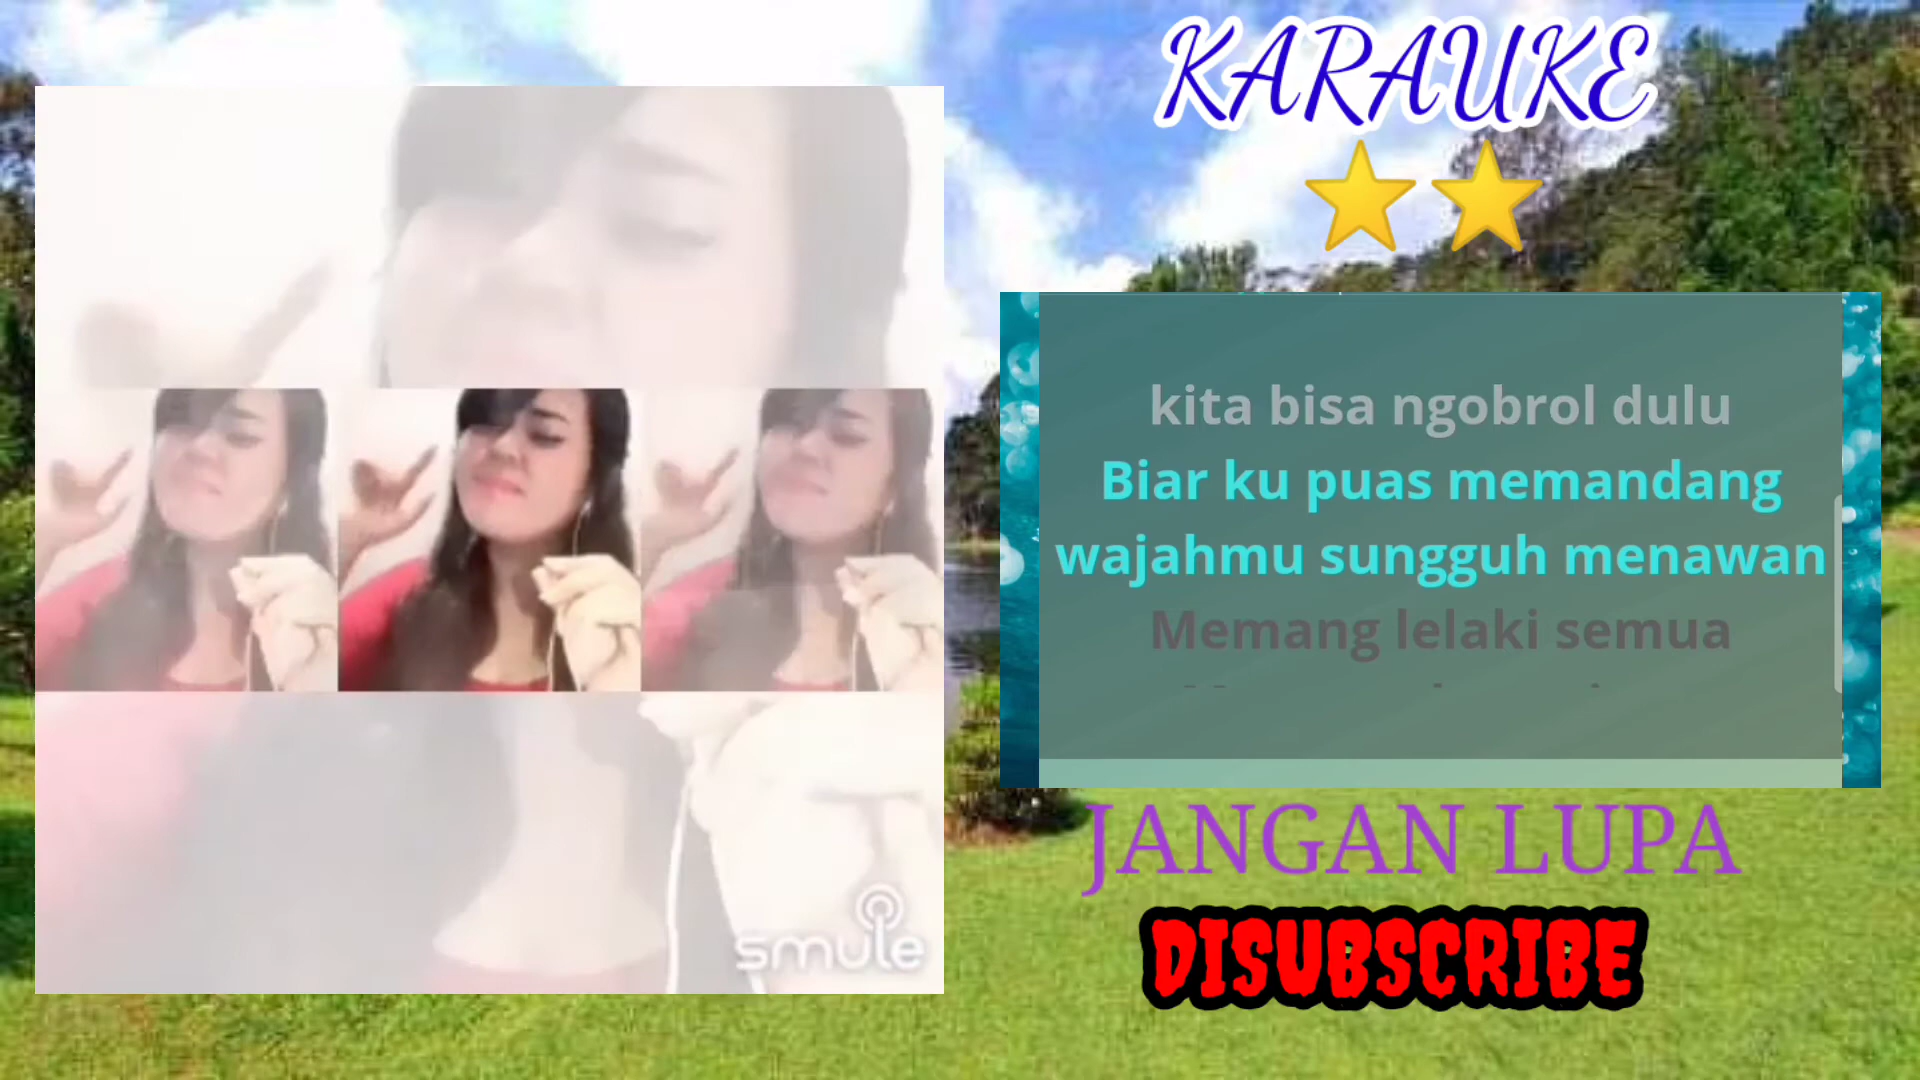 KARAUKE
kita bisa ngobrol dulu
Biar ku puas memandang
wajahmu sungguh menawan
Memang lelaki semua
JANGAN LUPA
DISUBSCRIBE
smule